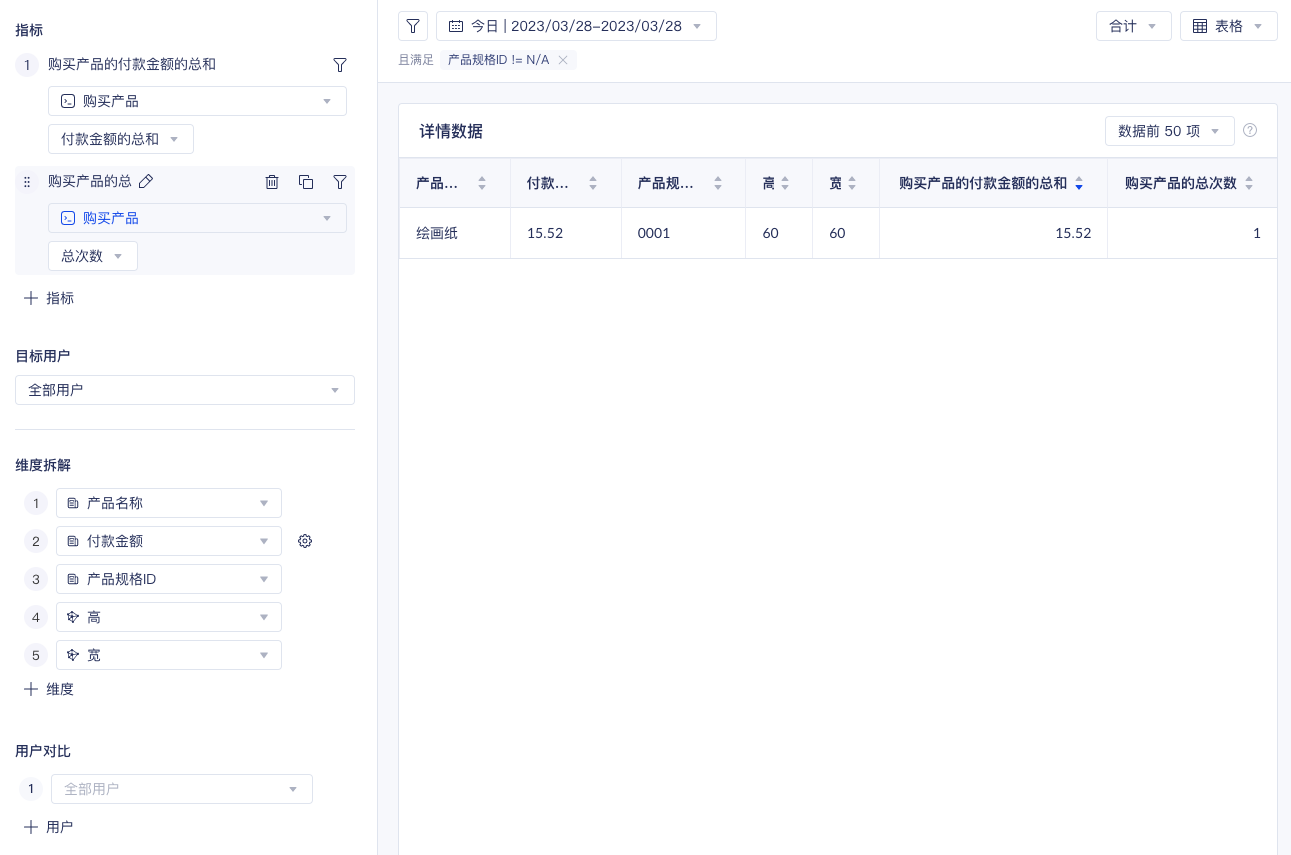 指标
1 购买产品的付款金额的总和
购买产品
付款金额的总和
购买产品的总
购买产品
总次数
指标
目标用户
全部用户
维度拆解
1 产品名称
2 付款金额
3 产品规格ID
4 高
5 宽
维度
用户对比
1 全部用户
用户
今日 | 2023/03/28-2023/03/28
合计
表格
且满足 产品规格ID != N/A
详情数据
数据前 50 项
产品... 付款... 产品规... 高 宽 购买产品的付款金额的总和 购买产品的总次数
绘画纸 15.52 0001 60 60 15.52 1